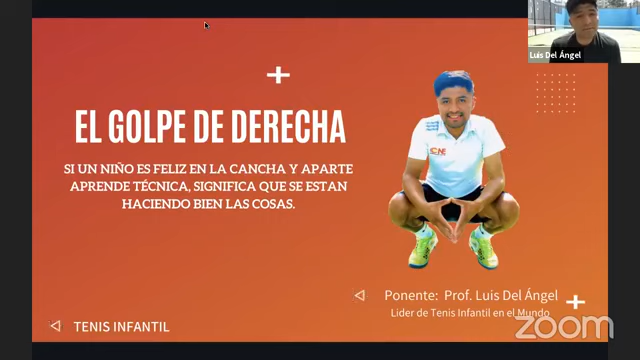 Luis Del Ángel
EL GOLPE DE DERECHA
SI UN NIÑO ES FELIZ EN LA CANCHA Y APARTE
APRENDE TÉCNICA, SIGNIFICA QUE SE ESTAN
HACIENDO BIEN LAS COSAS.
Ponente: Prof. Luis Del Ángel
Lider de Tenis Infantil en el Mundo
TENIS INFANTIL
zoom